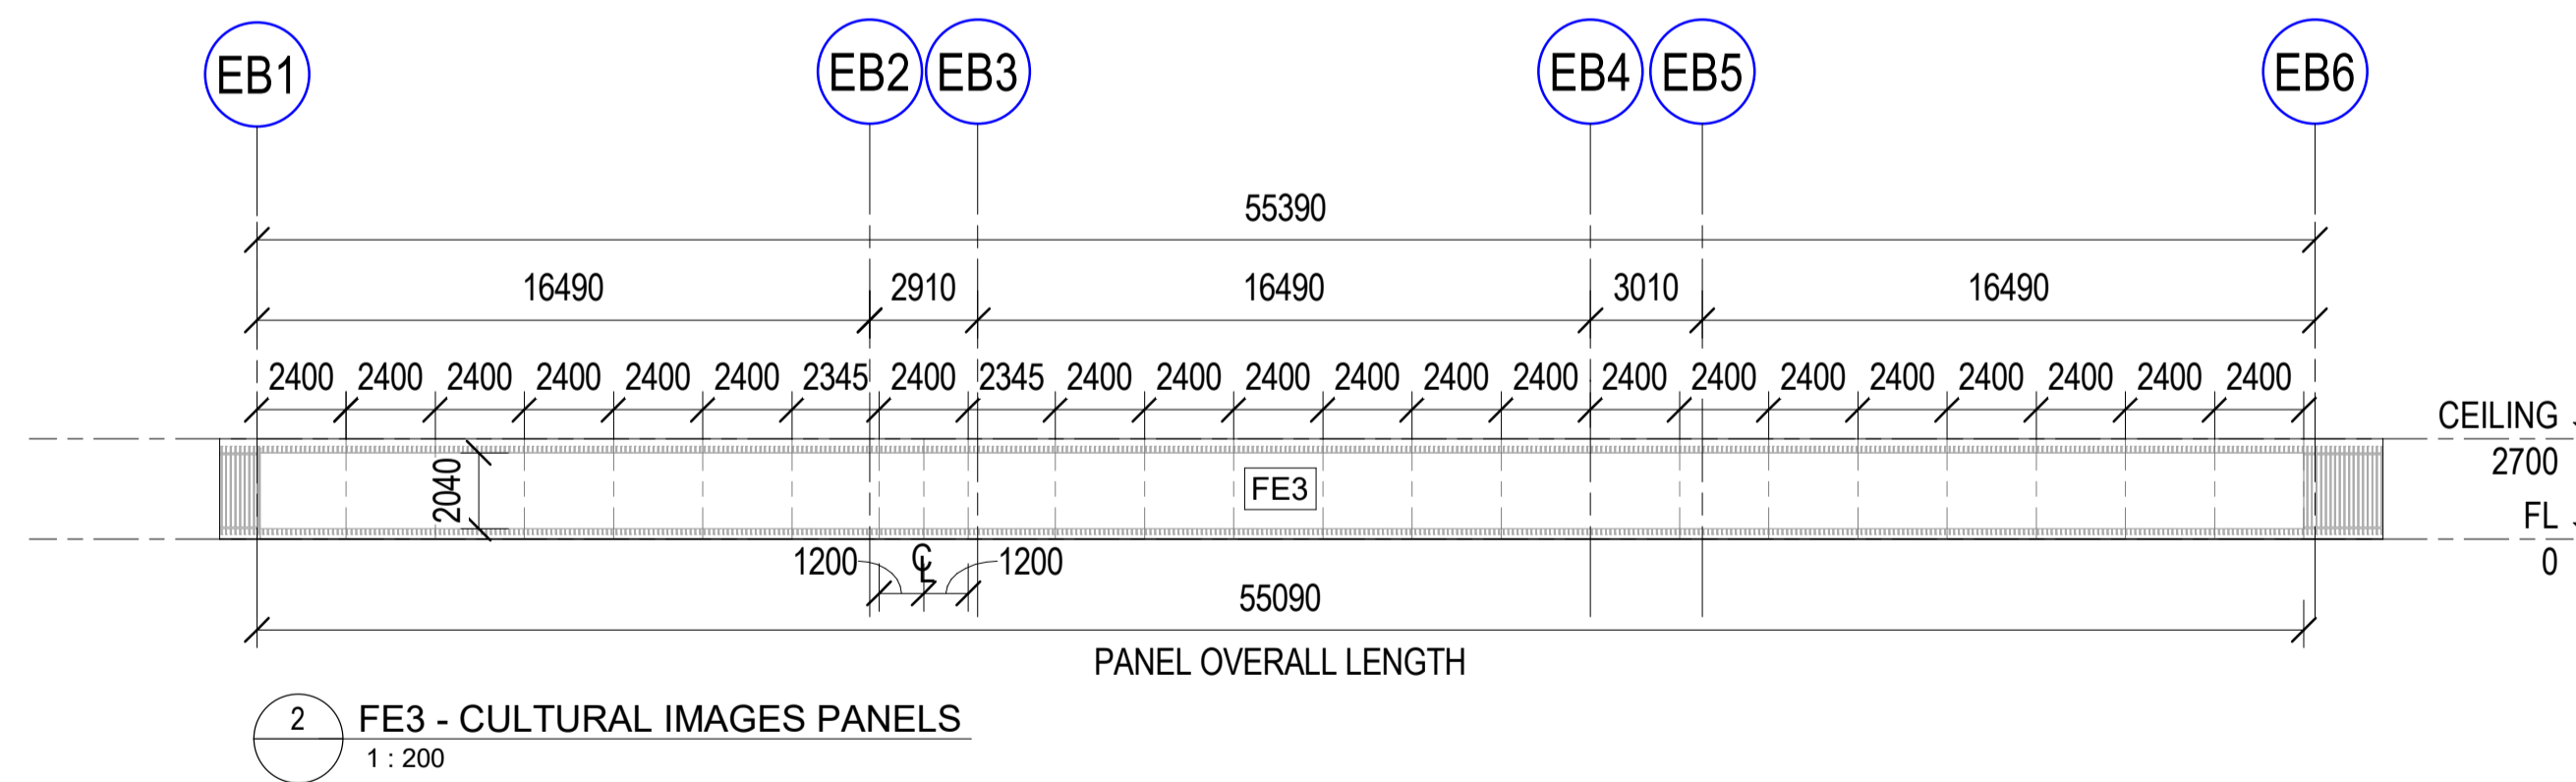 EB1 EB2 EB3 EB4 EB5 EB6
55390
16490 2910 16490 3010 16490
2400 2400 2400 2400 2400 2400 2345 2400 2345 2400 2400 2400 2400 2400 2400 2400 2400 2400 2400 2400 2400 2400 2400
CEILING
2700
2040
FE3
FL
0
1200 ℄ 1200
55090
PANEL OVERALL LENGTH
2 FE3 - CULTURAL IMAGES PANELS
1 : 200